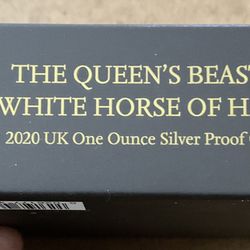 THE QUEEN'S BEAST
WHITE HORSE OF H
2020 UK One Ounce Silver Proof